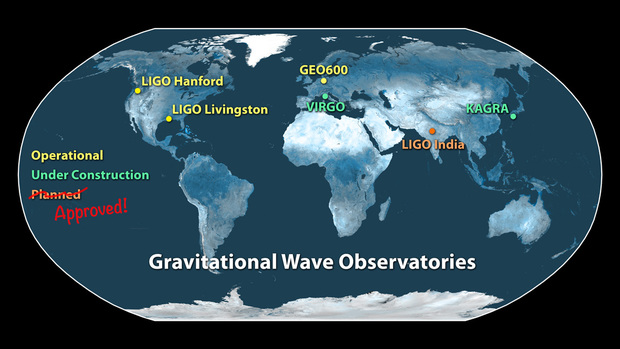 GEO600
LIGO Hanford
LIGO Livingston
VIRGO
KAGRA
LIGO India
Operational
Under Construction
Planned
Approved!
Gravitational Wave Observatories